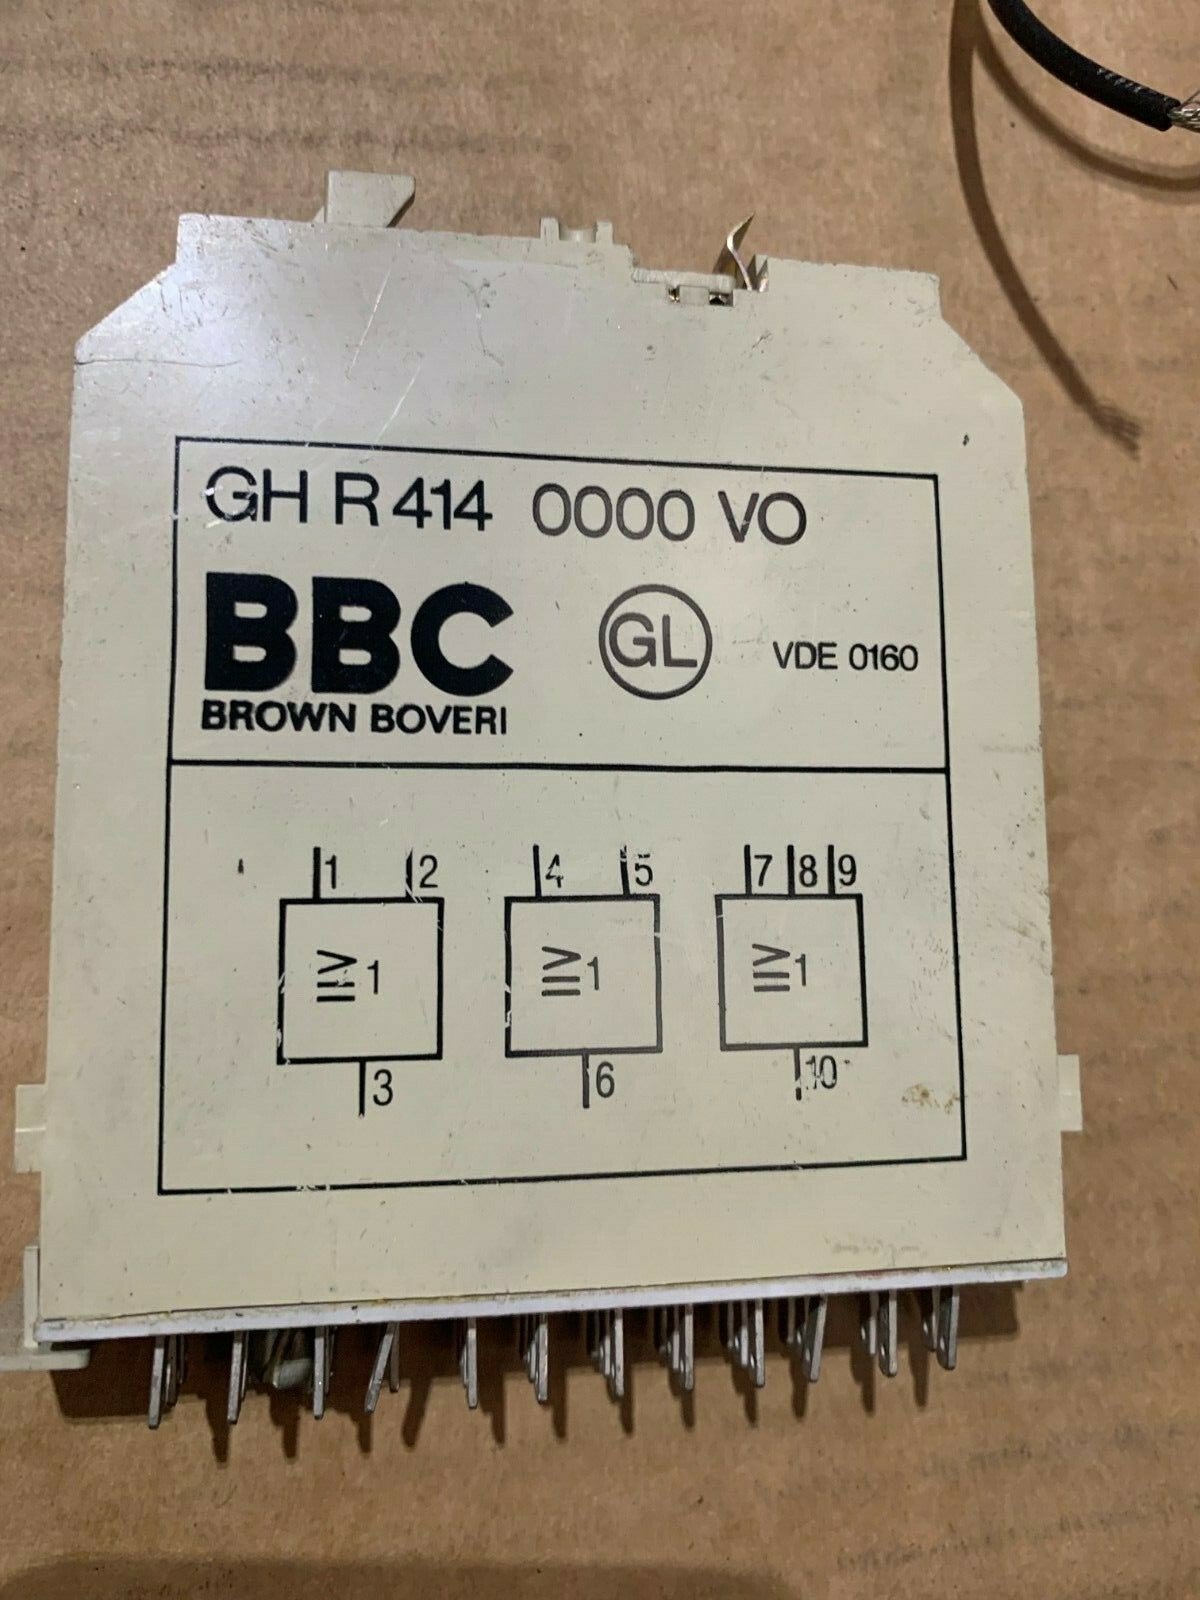 GH R 414 0000 VO
BBC
BROWN BOVERI
GL
VDE 0160
1 2
≧1
3
4 5
≧1
6
7 8 9
≧1
10